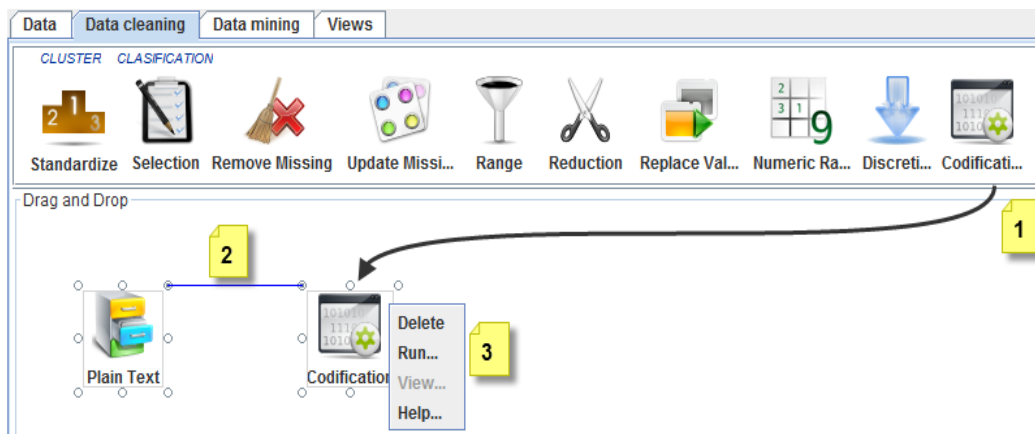 Data Data cleaning Data mining Views
CLUSTER CLASIFICATION
Standardize Selection Remove Missing Update Missi... Range Reduction Replace Val... Numeric Ra... Discreti... Codificati...
Drag and Drop
1
2
Plain Text
Codification
Delete
Run...
View...
Help...
3